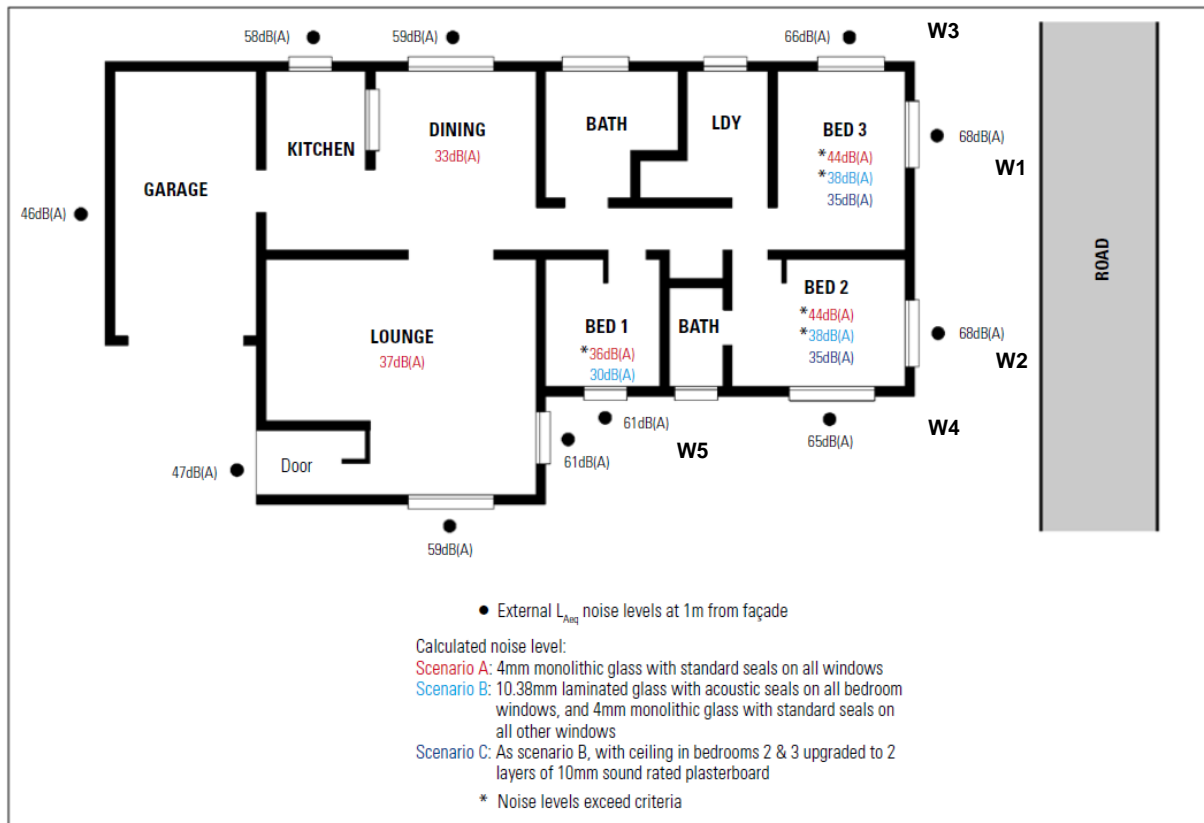 58dB(A)
59dB(A)
66dB(A)
W3
KITCHEN
DINING
33dB(A)
BATH
LDY
BED 3
*44dB(A)
*38dB(A)
35dB(A)
68dB(A)
W1
GARAGE
46dB(A)
ROAD
LOUNGE
37dB(A)
BED 1
*36dB(A)
30dB(A)
BATH
BED 2
*44dB(A)
*38dB(A)
35dB(A)
68dB(A)
W2
61dB(A)
W5
65dB(A)
W4
61dB(A)
47dB(A)
Door
59dB(A)
● External LAeq noise levels at 1m from façade
Calculated noise level:
Scenario A: 4mm monolithic glass with standard seals on all windows
Scenario B: 10.38mm laminated glass with acoustic seals on all bedroom
windows, and 4mm monolithic glass with standard seals on
all other windows
Scenario C: As scenario B, with ceiling in bedrooms 2 & 3 upgraded to 2
layers of 10mm sound rated plasterboard
* Noise levels exceed criteria